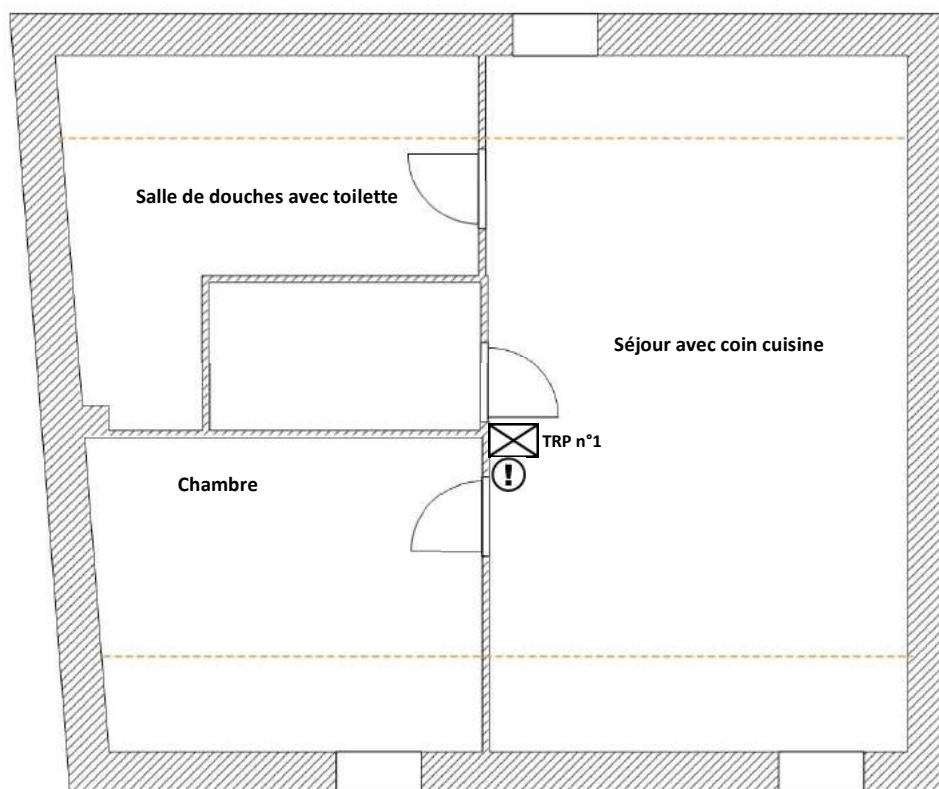 Salle de douches avec toilette
Séjour avec coin cuisine
TRP n°1
!
Chambre